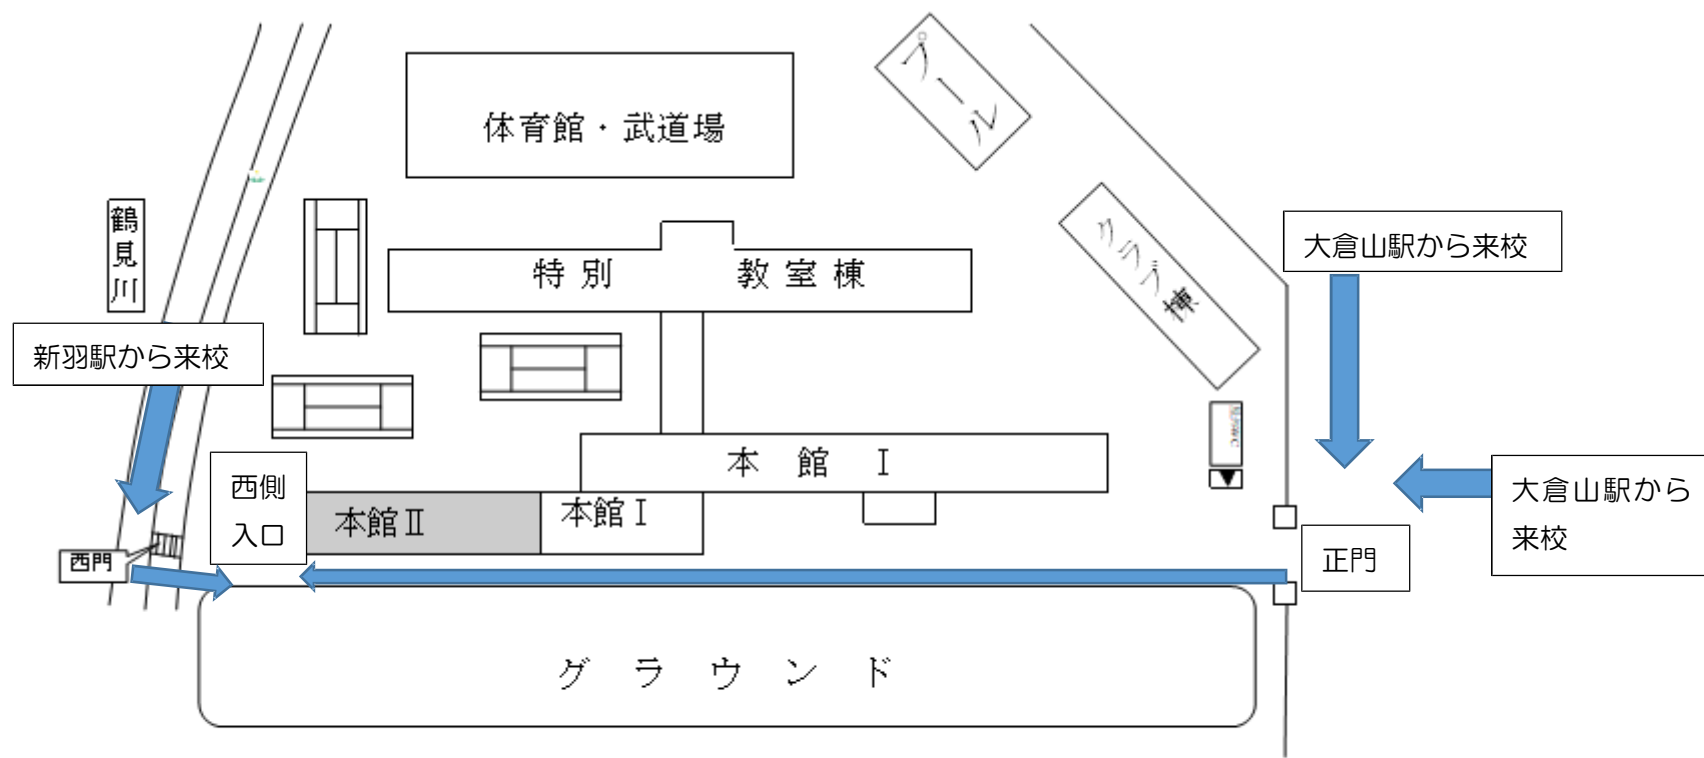 プール
体育館・武道場
鶴見川
クラブ棟
大倉山駅から来校
特別 教室棟
新羽駅から来校
本館Ⅰ
西側
入口
本館Ⅱ
本館Ⅰ
大倉山駅から
来校
西門
正門
グラウンド